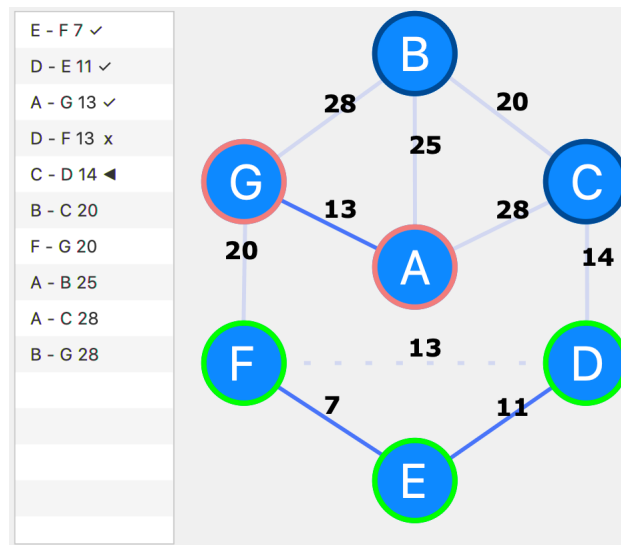 E - F 7 ✓
D - E 11 ✓
A - G 13 ✓
D - F 13 x
C - D 14 ◀
B - C 20
F - G 20
A - B 25
A - C 28
B - G 28
B
28
20
25
G
C
13
28
A
20
14
13
F
D
7
11
E